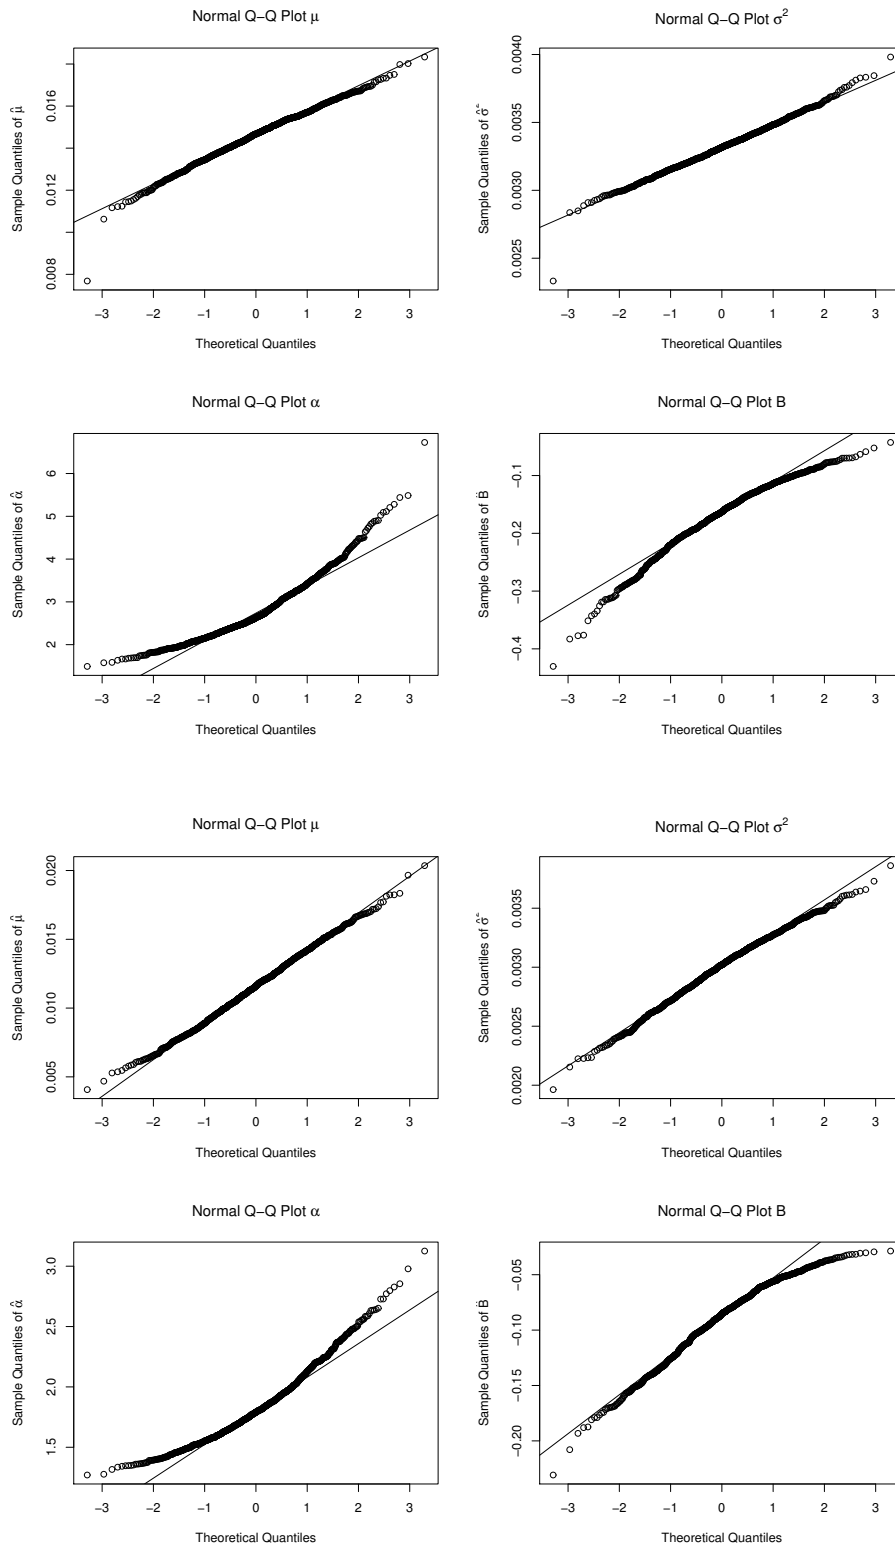 Normal Q−Q Plot μ
Sample Quantiles of μ̂
0.008 0.012 0.016
−3 −2 −1 0 1 2 3
Theoretical Quantiles
Normal Q−Q Plot σ²
Sample Quantiles of σ̂²
0.0025 0.0030 0.0035 0.0040
−3 −2 −1 0 1 2 3
Theoretical Quantiles
Normal Q−Q Plot α
Sample Quantiles of α̂
2 3 4 5 6
−3 −2 −1 0 1 2 3
Theoretical Quantiles
Normal Q−Q Plot B
Sample Quantiles of B̂
−0.4 −0.3 −0.2 −0.1
−3 −2 −1 0 1 2 3
Theoretical Quantiles
Normal Q−Q Plot μ
Sample Quantiles of μ̂
0.005 0.010 0.015 0.020
−3 −2 −1 0 1 2 3
Theoretical Quantiles
Normal Q−Q Plot σ²
Sample Quantiles of σ̂²
0.0020 0.0025 0.0030 0.0035
−3 −2 −1 0 1 2 3
Theoretical Quantiles
Normal Q−Q Plot α
Sample Quantiles of α̂
1.5 2.0 2.5 3.0
−3 −2 −1 0 1 2 3
Theoretical Quantiles
Normal Q−Q Plot B
Sample Quantiles of B̂
−0.20 −0.15 −0.10 −0.05
−3 −2 −1 0 1 2 3
Theoretical Quantiles